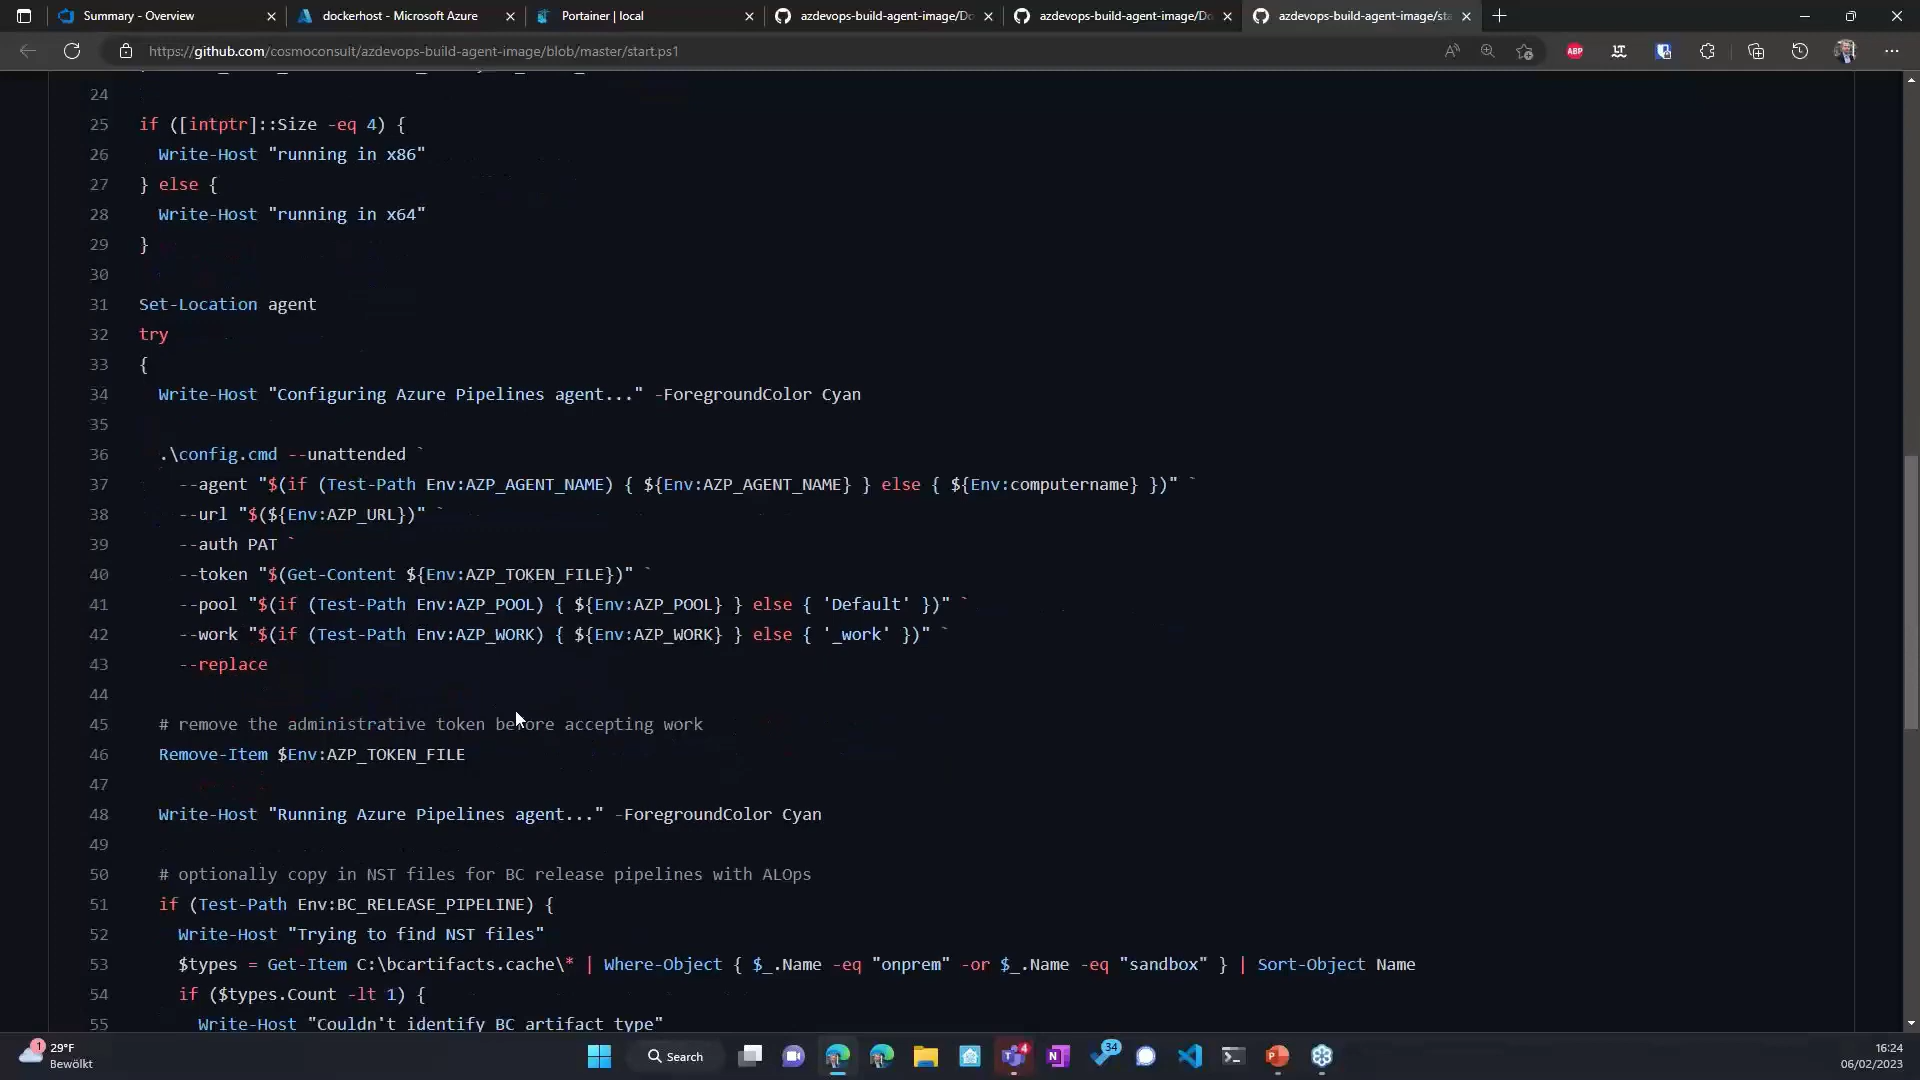 Summary - Overview
dockerhost - Microsoft Azure
Portainer | local
azdevops-build-agent-image/Do
azdevops-build-agent-image/Do
azdevops-build-agent-image/sta
https://github.com/cosmoconsult/azdevops-build-agent-image/blob/master/start.ps1
ABP
24
25 if ([intptr]::Size -eq 4) {
26 Write-Host "running in x86"
27 } else {
28 Write-Host "running in x64"
29 }
30
31 Set-Location agent
32 try
33 {
34 Write-Host "Configuring Azure Pipelines agent..." -ForegroundColor Cyan
35
36 .\config.cmd --unattended `
37 --agent "$(if (Test-Path Env:AZP_AGENT_NAME) { ${Env:AZP_AGENT_NAME} } else { ${Env:computername} })" `
38 --url "$(${Env:AZP_URL})" `
39 --auth PAT `
40 --token "$(Get-Content ${Env:AZP_TOKEN_FILE})" `
41 --pool "$(if (Test-Path Env:AZP_POOL) { ${Env:AZP_POOL} } else { 'Default' })" `
42 --work "$(if (Test-Path Env:AZP_WORK) { ${Env:AZP_WORK} } else { '_work' })" `
43 --replace
44
45 # remove the administrative token before accepting work
46 Remove-Item $Env:AZP_TOKEN_FILE
47
48 Write-Host "Running Azure Pipelines agent..." -ForegroundColor Cyan
49
50 # optionally copy in NST files for BC release pipelines with ALOps
51 if (Test-Path Env:BC_RELEASE_PIPELINE) {
52 Write-Host "Trying to find NST files"
53 $types = Get-Item C:\bcartifacts.cache\* | Where-Object { $_.Name -eq "onprem" -or $_.Name -eq "sandbox" } | Sort-Object Name
54 if ($types.Count -lt 1) {
55 Write-Host "Couldn't identify BC artifact type"
1
29°F
Bewölkt
Search
4
34
16:24
06/02/2023